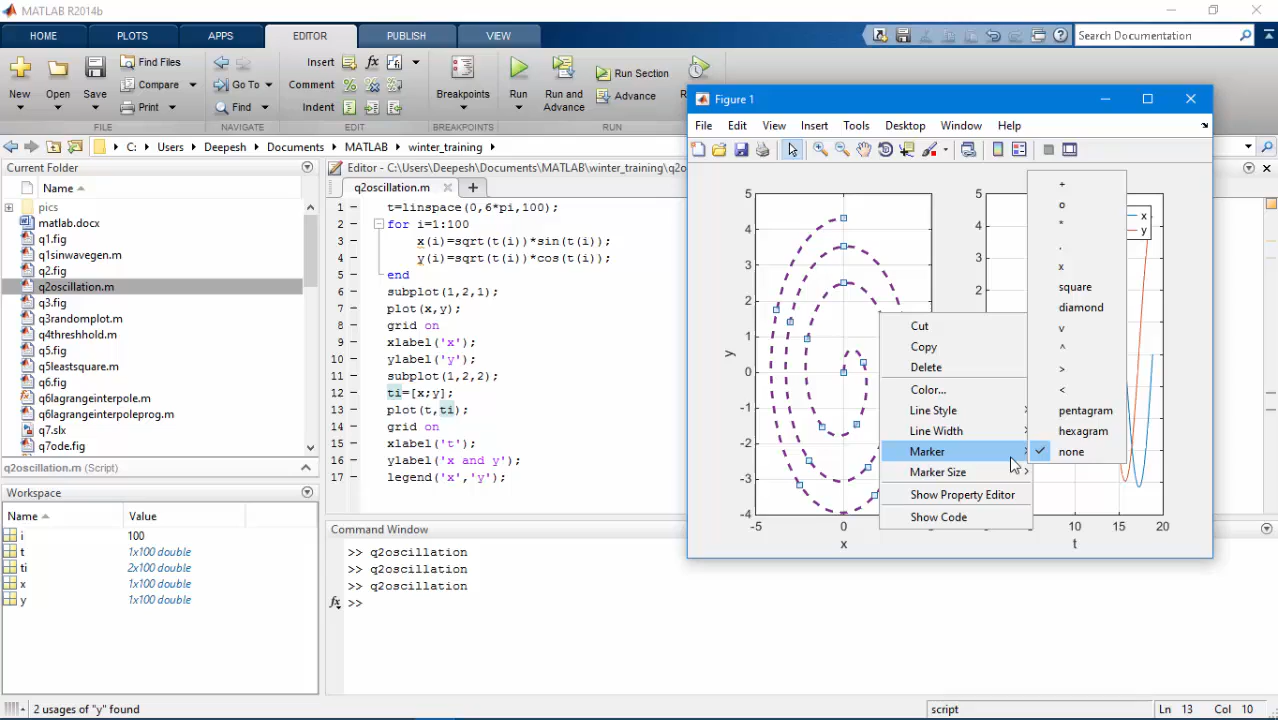 MATLAB R2014b
HOME PLOTS APPS EDITOR PUBLISH VIEW
Search Documentation
New Open Save Find Files Compare Print
Go To Find
Insert Comment Indent
Breakpoints
Run Run and Advance Run Section Advance
FILE NAVIGATE EDIT BREAKPOINTS RUN
C: Users Deepesh Documents MATLAB winter_training
Current Folder
Name
pics
matlab.docx
q1.fig
q1sinwavegen.m
q2.fig
q2oscillation.m
q3.fig
q3randomplot.m
q4threshhold.m
q5.fig
q5leastsquare.m
q6.fig
q6lagrangeinterpole.m
q6lagrangeinterpoleprog.m
q7.slx
q7ode.fig
q2oscillation.m (Script)
Workspace
Name Value
i 100
t 1x100 double
ti 2x100 double
x 1x100 double
y 1x100 double
Editor - C:\Users\Deepesh\Documents\MATLAB\winter_training\q2o
q2oscillation.m
1 t=linspace(0,6*pi,100);
2 for i=1:100
3 x(i)=sqrt(t(i))*sin(t(i));
4 y(i)=sqrt(t(i))*cos(t(i));
5 end
6 subplot(1,2,1);
7 plot(x,y);
8 grid on
9 xlabel('x');
10 ylabel('y');
11 subplot(1,2,2);
12 ti=[x;y];
13 plot(t,ti);
14 grid on
15 xlabel('t');
16 ylabel('x and y');
17 legend('x','y');
Command Window
>> q2oscillation
>> q2oscillation
>> q2oscillation
fx >>
Figure 1
File Edit View Insert Tools Desktop Window Help
5
4
3
2
1
0
-1
-2
-3
-4
-5 0
x
y
5
4
3
2
10 15 20
t
x
y
Cut
Copy
Delete
Color...
Line Style
Line Width
Marker
Marker Size
Show Property Editor
Show Code
+
o
*
.
x
square
diamond
v
^
>
<
pentagram
hexagram
none
2 usages of "y" found
script
Ln 13 Col 10